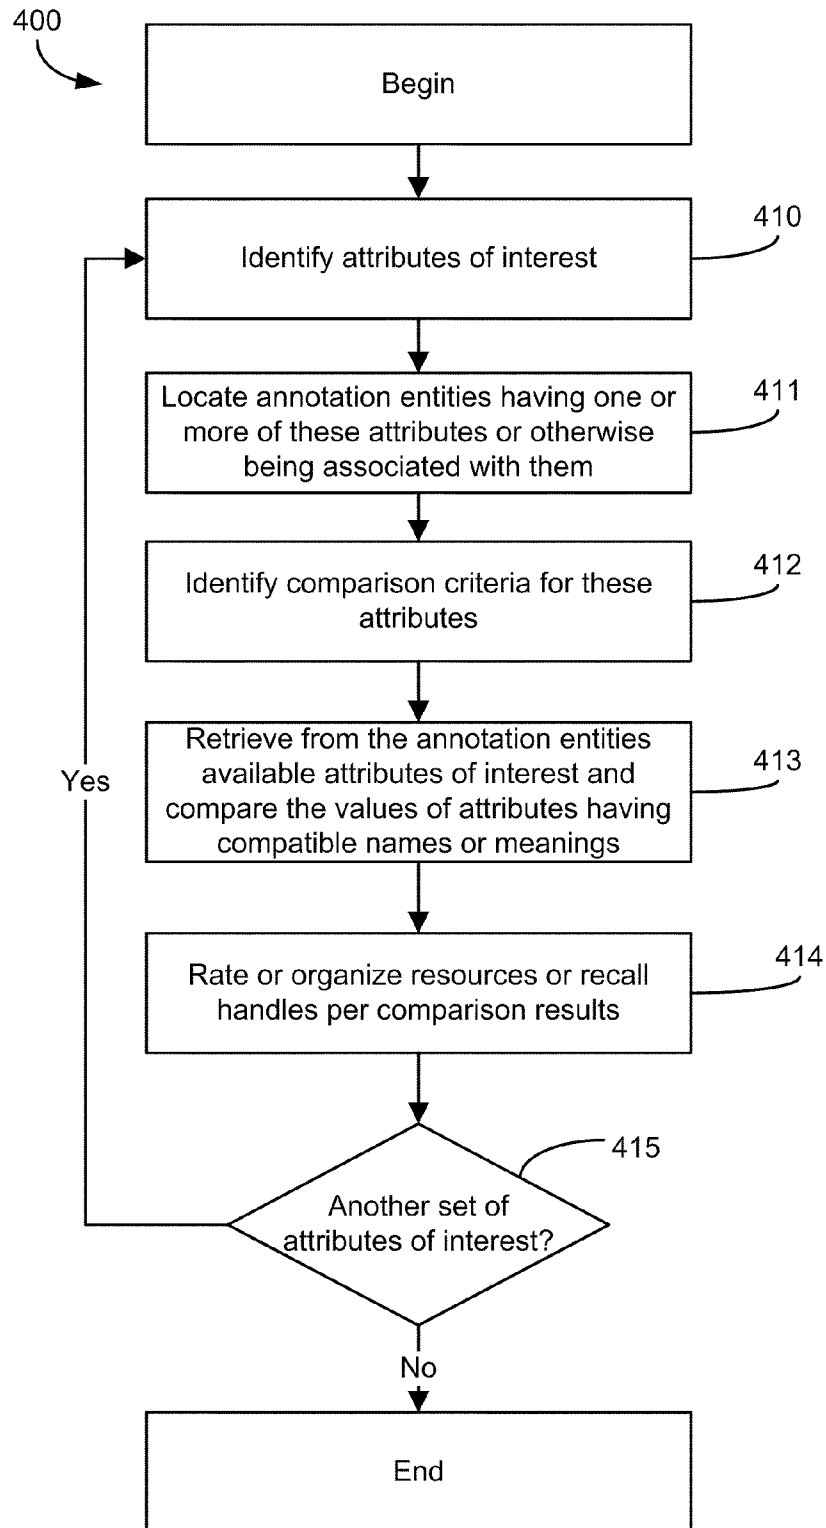 400
Begin
410
Identify attributes of interest
411
Locate annotation entities having one or
more of these attributes or otherwise
being associated with them
412
Identify comparison criteria for these
attributes
Retrieve from the annotation entities
available attributes of interest and
compare the values of attributes having
compatible names or meanings
413
Yes
414
Rate or organize resources or recall
handles per comparison results
415
Another set of
attributes of interest?
No
End